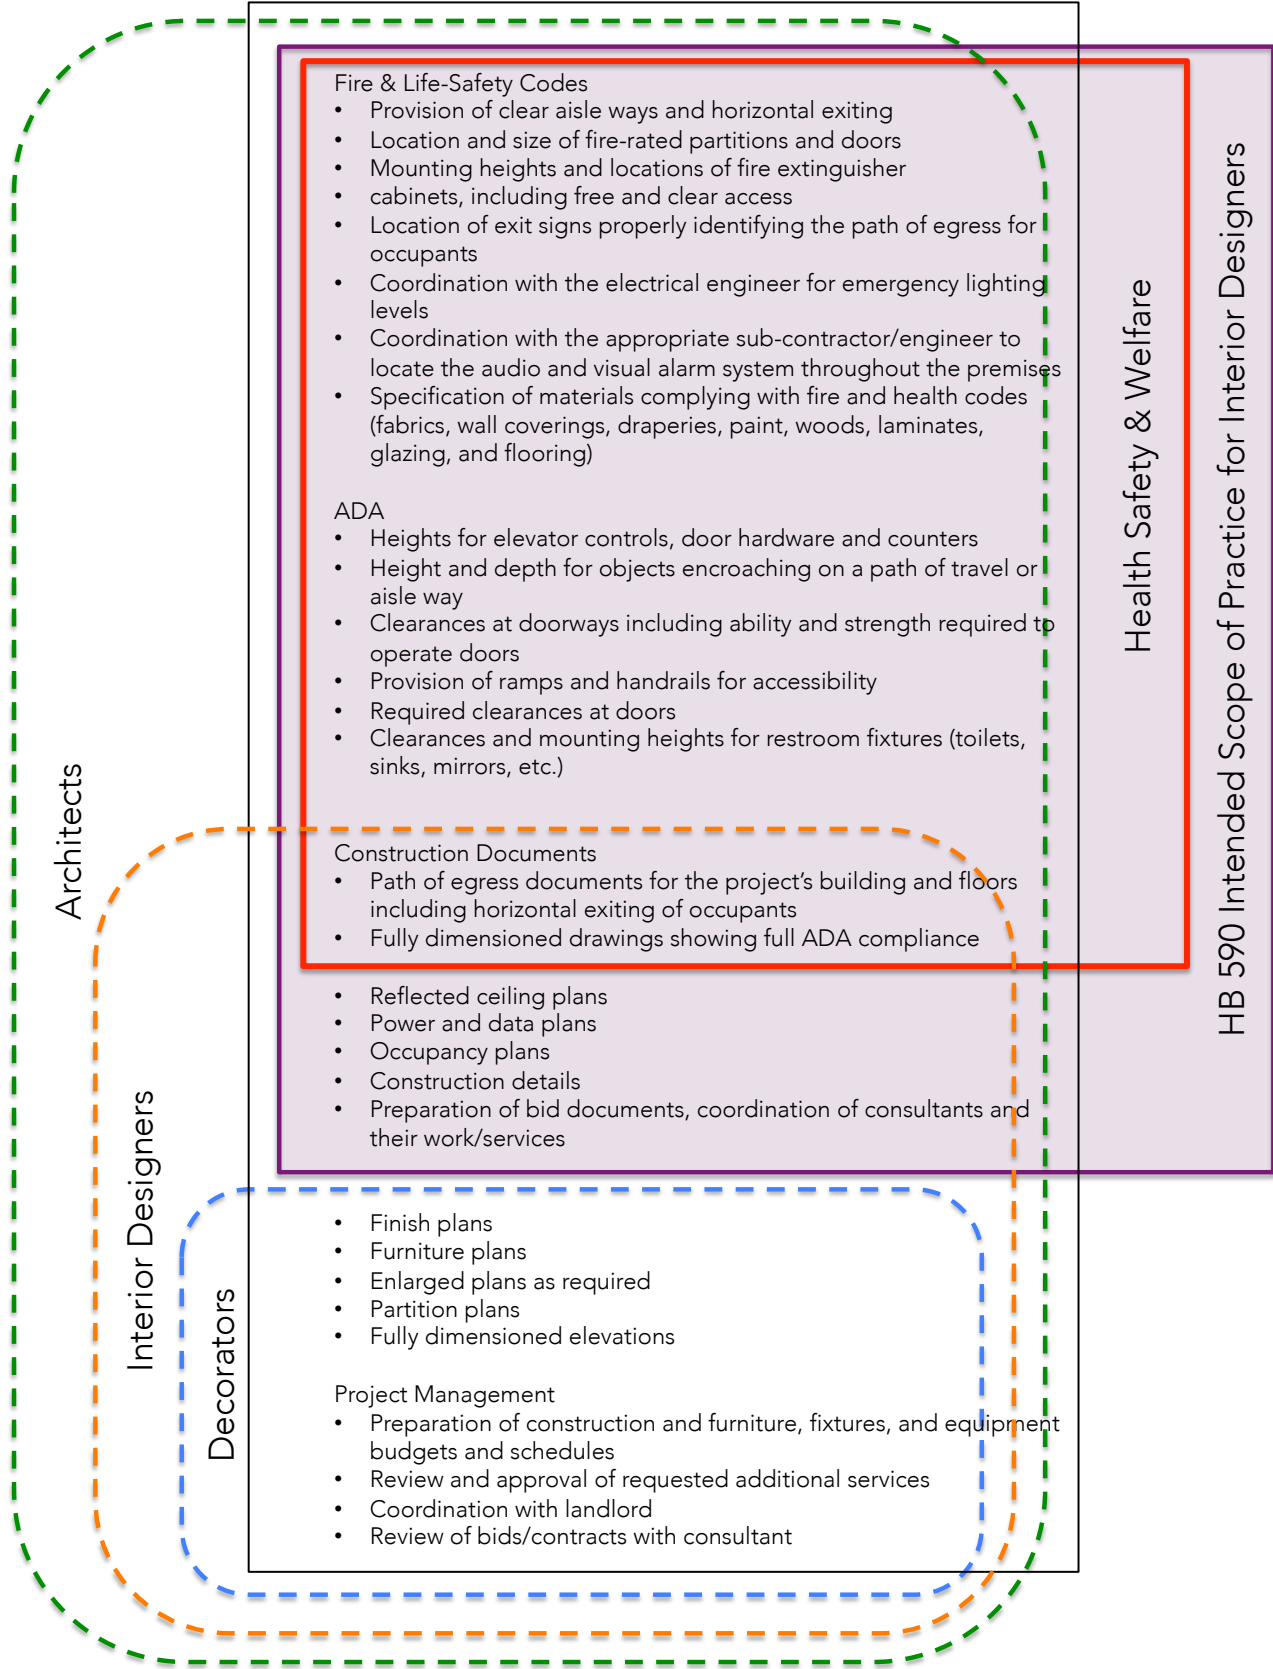 Fire & Life-Safety Codes
• Provision of clear aisle ways and horizontal exiting
• Location and size of fire-rated partitions and doors
• Mounting heights and locations of fire extinguisher
• cabinets, including free and clear access
• Location of exit signs properly identifying the path of egress for
occupants
• Coordination with the electrical engineer for emergency lighting
levels
• Coordination with the appropriate sub-contractor/engineer to
locate the audio and visual alarm system throughout the premises
• Specification of materials complying with fire and health codes
(fabrics, wall coverings, draperies, paint, woods, laminates,
glazing, and flooring)
ADA
• Heights for elevator controls, door hardware and counters
• Height and depth for objects encroaching on a path of travel or
aisle way
• Clearances at doorways including ability and strength required to
operate doors
• Provision of ramps and handrails for accessibility
• Required clearances at doors
• Clearances and mounting heights for restroom fixtures (toilets,
sinks, mirrors, etc.)
Construction Documents
• Path of egress documents for the project's building and floors
including horizontal exiting of occupants
• Fully dimensioned drawings showing full ADA compliance
• Reflected ceiling plans
• Power and data plans
• Occupancy plans
• Construction details
• Preparation of bid documents, coordination of consultants and
their work/services
• Finish plans
• Furniture plans
• Enlarged plans as required
• Partition plans
• Fully dimensioned elevations
Project Management
• Preparation of construction and furniture, fixtures, and equipment
budgets and schedules
• Review and approval of requested additional services
• Coordination with landlord
• Review of bids/contracts with consultant
Architects
Interior Designers
Decorators
Health Safety & Welfare
HB 590 Intended Scope of Practice for Interior Designers